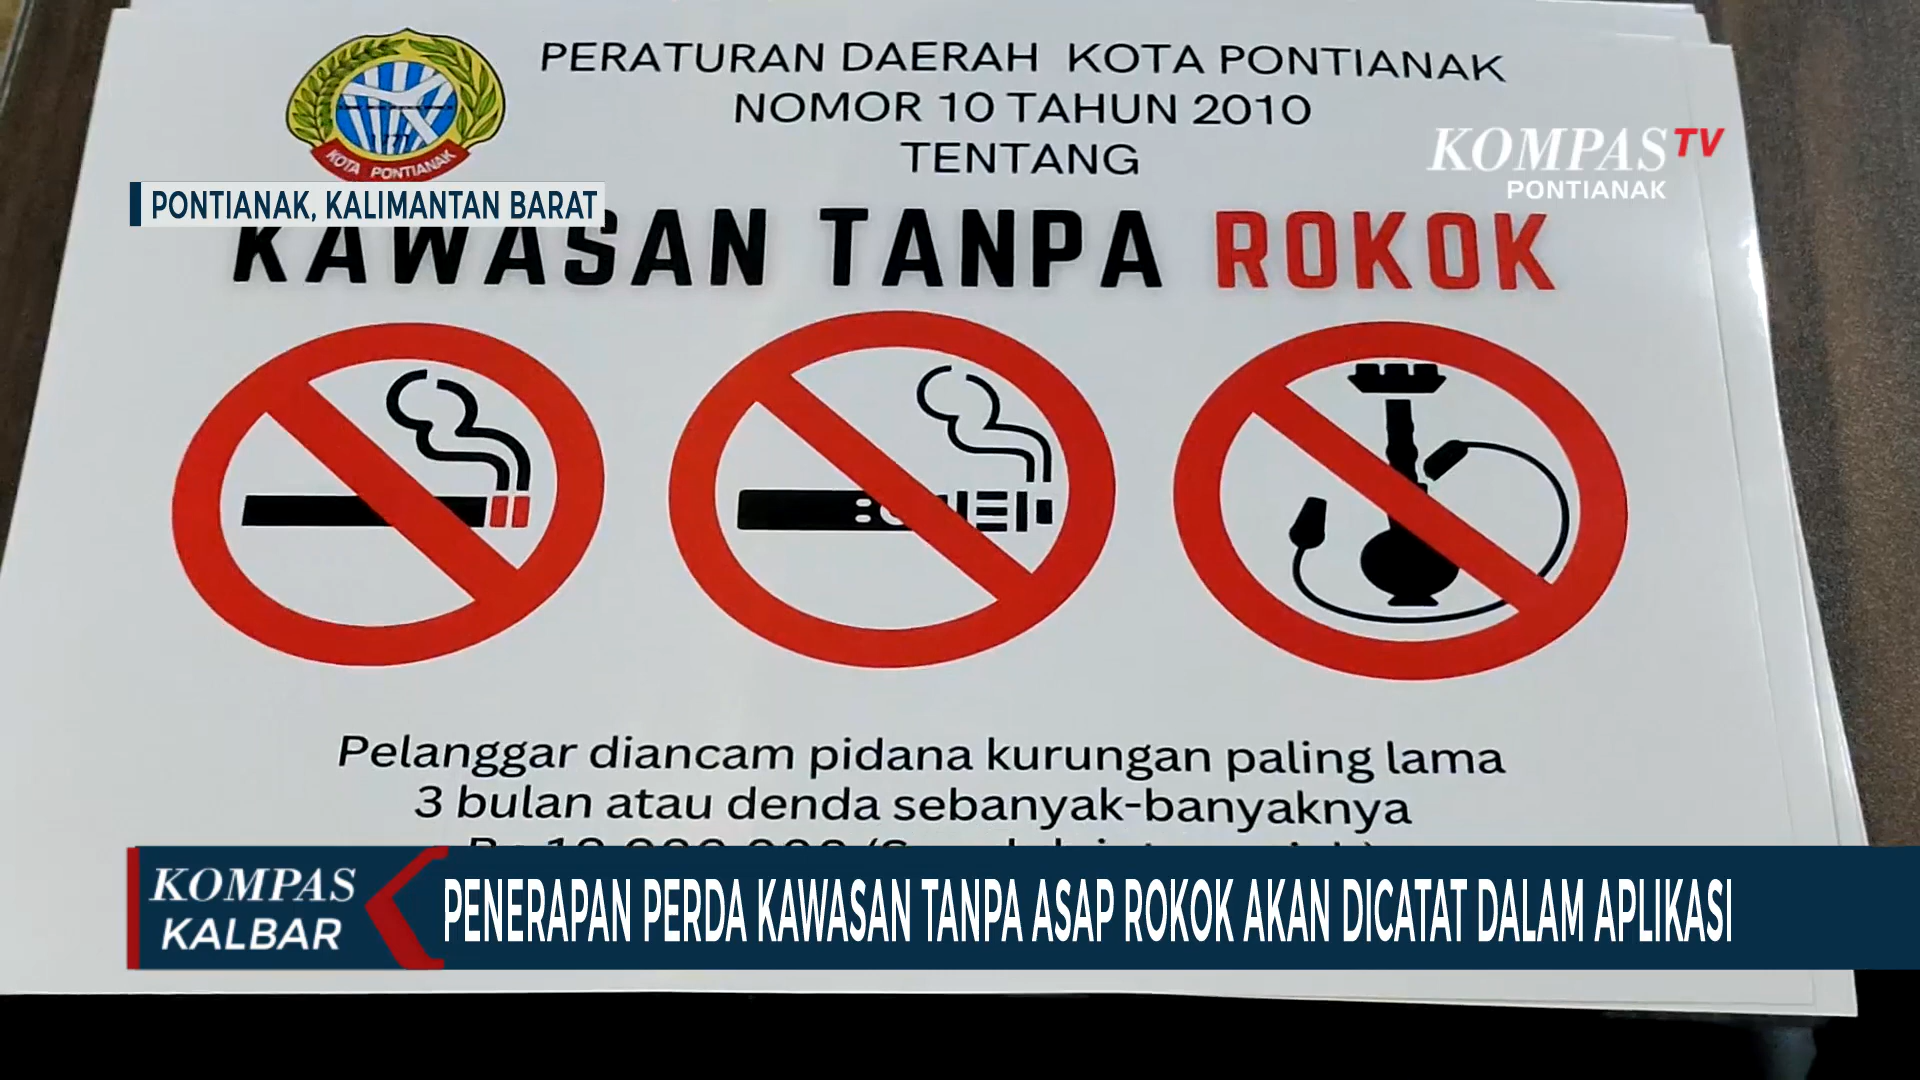 PERATURAN DAERAH KOTA PONTIANAK
NOMOR 10 TAHUN 2010
TENTANG
KOTA PONTIANAK
KOMPAS TV
PONTIANAK
PONTIANAK, KALIMANTAN BARAT
KAWASAN TANPA ROKOK
Pelanggar diancam pidana kurungan paling lama
3 bulan atau denda sebanyak-banyaknya
KOMPAS
KALBAR
PENERAPAN PERDA KAWASAN TANPA ASAP ROKOK AKAN DICATAT DALAM APLIKASI